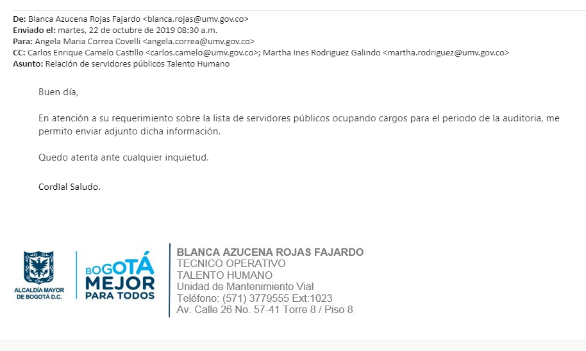 De: Blanca Azucena Rojas Fajardo <blanca.rojas@umv.gov.co>
Enviado el: martes, 22 de octubre de 2019 08:30 a.m.
Para: Angela Maria Correa Covelli <angela.correa@umv.gov.co>
CC: Carlos Enrique Camelo Castillo <carlos.camelo@umv.gov.co>; Martha Ines Rodriguez Galindo <martha.rodriguez@umv.gov.co>
Asunto: Relación de servidores públicos Talento Humano
Buen día,
En atención a su requerimiento sobre la lista de servidores públicos ocupando cargos para el periodo de la auditoria, me
permito enviar adjunto dicha información.
Quedo atenta ante cualquier inquietud.
Cordial Saludo.
ALCALDÍA MAYOR
DE BOGOTÁ D.C.
BOGOTÁ
MEJOR
PARA TODOS
BLANCA AZUCENA ROJAS FAJARDO
TECNICO OPERATIVO
TALENTO HUMANO
Unidad de Mantenimiento Vial
Teléfono: (571) 3779555 Ext:1023
Av. Calle 26 No. 57-41 Torre 8 / Piso 8